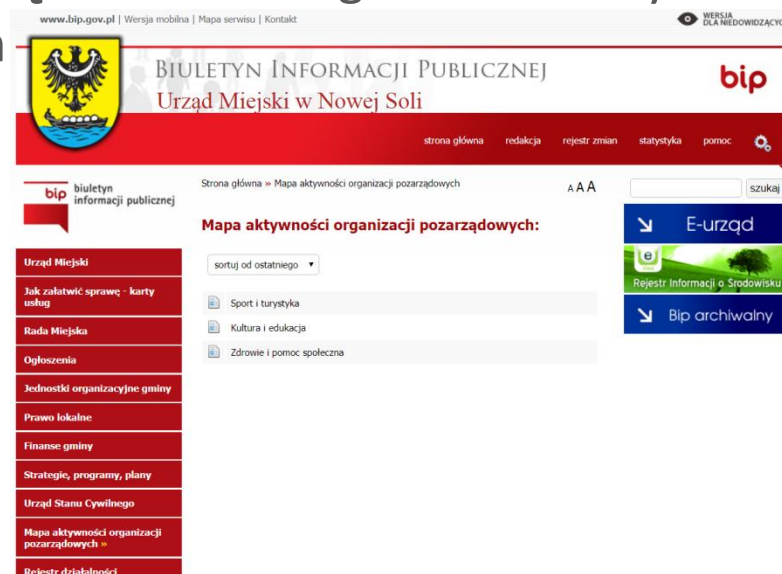 www.bip.gov.pl | Wersja mobilna | Mapa serwisu | Kontakt
WERSJA
DLA NIEDOWIDZĄCYC
BIULETYN INFORMACJI PUBLICZNEJ
Urząd Miejski w Nowej Soli
bip
strona główna redakcja rejestr zmian statystyka pomoc
bip biuletyn
informacji publicznej
Strona główna » Mapa aktywności organizacji pozarządowych
A A A
szukaj
Mapa aktywności organizacji pozarządowych:
sortuj od ostatniego
Sport i turystyka
Kultura i edukacja
Zdrowie i pomoc społeczna
Urząd Miejski
Jak załatwić sprawę - karty
usług
Rada Miejska
Ogłoszenia
Jednostki organizacyjne gminy
Prawo lokalne
Finanse gminy
Strategie, programy, plany
Urząd Stanu Cywilnego
Mapa aktywności organizacji
pozarządowych »
Rejestr działalności
E-urząd
e
Rejestr Informacji o Środowisku
Bip archiwalny